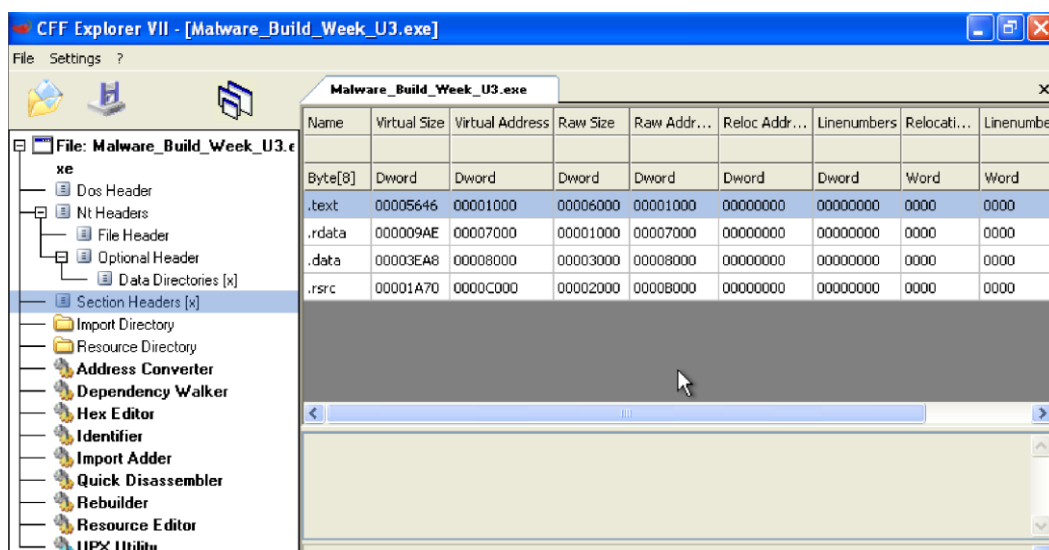 CFF Explorer VII - [Malware_Build_Week_U3.exe]
File Settings ?
Malware_Build_Week_U3.exe
File: Malware_Build_Week_U3.e
xe
Dos Header
Nt Headers
File Header
Optional Header
Data Directories [x]
Section Headers [x]
Import Directory
Resource Directory
Address Converter
Dependency Walker
Hex Editor
Identifier
Import Adder
Quick Disassembler
Rebuilder
Resource Editor
UPX Utility
Name Virtual Size Virtual Address Raw Size Raw Addr... Reloc Addr... Linenumbers Relocati... Linenumbe
Byte[8] Dword Dword Dword Dword Dword Dword Word Word
.text 00005646 00001000 00006000 00001000 00000000 00000000 0000 0000
.rdata 000009AE 00007000 00001000 00007000 00000000 00000000 0000 0000
.data 00003EA8 00008000 00003000 00008000 00000000 00000000 0000 0000
.rsrc 00001A70 0000C000 00002000 0000B000 00000000 00000000 0000 0000